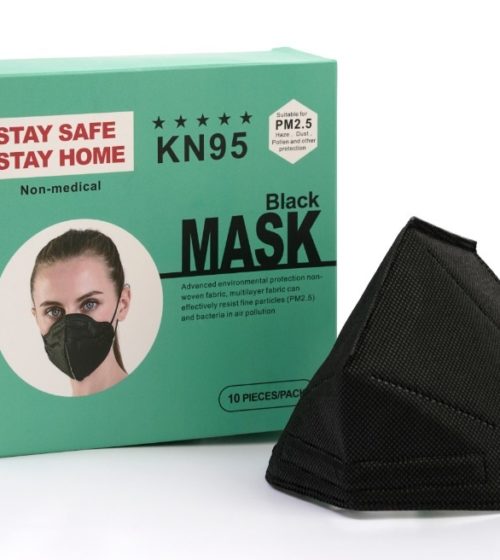 STAY SAFE
STAY HOME
Non-medical
KN95
Suitable for
PM2.5
Haze . Dust .
Pollen and other
protection
Black
MASK
Advanced environmental protection non-
woven fabric, multilayer fabric can
effectively resist fine particles (PM2.5)
and bacteria in air pollution
10 PIECES/PACK